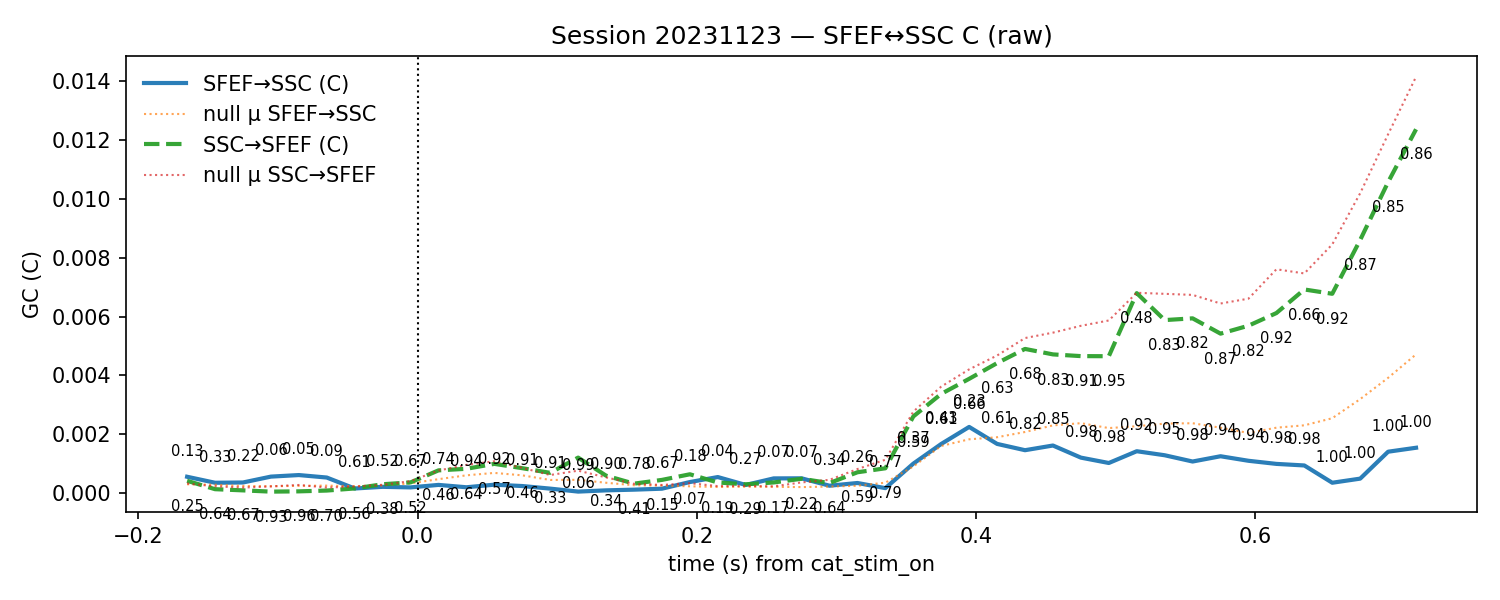 Session 20231123 — SFEF↔SSC C (raw)
SFEF→SSC (C)
null μ SFEF→SSC
SSC→SFEF (C)
null μ SSC→SFEF
GC (C)
0.014
0.012
0.010
0.008
0.006
0.004
0.002
0.000
0.13 0.33 0.22 0.06 0.05 0.09 0.61 0.52 0.67 0.74 0.94 0.92 0.91 0.91 0.99 0.90 0.78 0.67 0.18 0.04 0.27 0.07 0.07 0.34 0.26 0.77 0.61 0.82 0.85 0.98 0.98 0.92 0.95 0.98 0.94 0.94 0.98 0.98 1.00 1.00 1.00 1.00
0.25 0.64 0.67 0.93 0.96 0.70 0.50 0.38 0.52 0.46 0.64 0.57 0.46 0.33 0.06 0.34 0.41 0.15 0.07 0.19 0.29 0.17 0.22 0.64 0.59 0.79 0.66 0.63 0.68 0.83 0.91 0.95 0.48 0.83 0.82 0.87 0.82 0.92 0.66 0.92 0.87 0.85 0.86
−0.2 0.0 0.2 0.4 0.6
time (s) from cat_stim_on